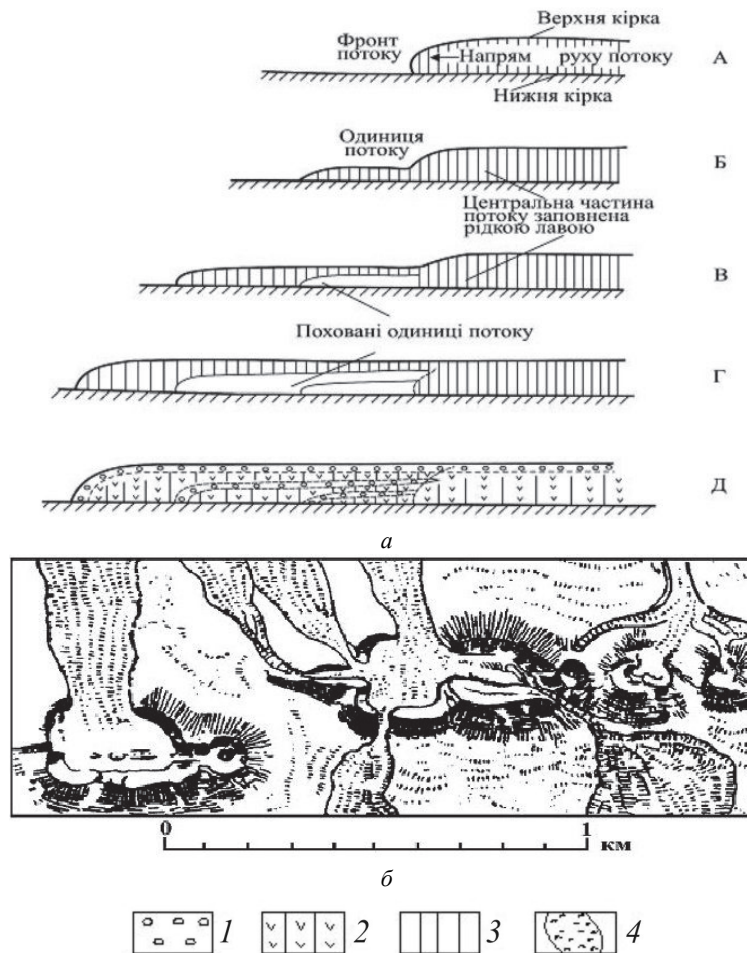 Верхня кірка
Фронт
потоку
Напрям руху потоку
А
Нижня кірка
Одиниця
потоку
Б
Центральна частина
потоку заповнена
рідкою лавою
В
Поховані одиниці потоку
Г
Д
а
0 1
км
б
1 2 3 4